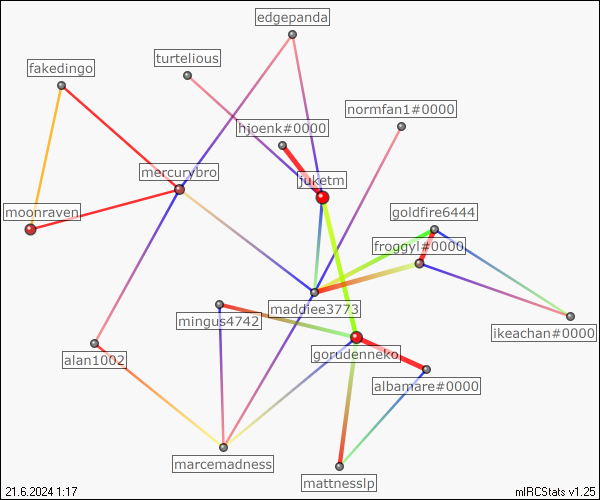 edgepanda
turtelious
fakedingo
normfan1#0000
hjoenk#0000
mercurybro
juketm
moonraven
goldfire6444
froggyl#0000
maddiee3773
mingus4742
ikeachan#0000
gorudenneko
alan1002
albamare#0000
marcemadness
mattnesslp
21.6.2024 1:17
mIRCStats v1.25